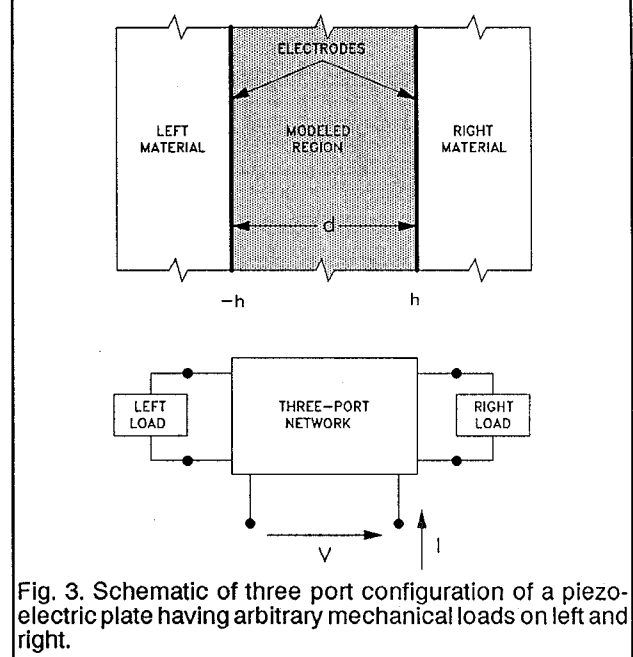 ELECTRODES
LEFT
MATERIAL
MODELED
REGION
RIGHT
MATERIAL
d
-h
h
LEFT
LOAD
THREE-PORT
NETWORK
RIGHT
LOAD
V
I
Fig. 3. Schematic of three port configuration of a piezo-
electric plate having arbitrary mechanical loads on left and
right.